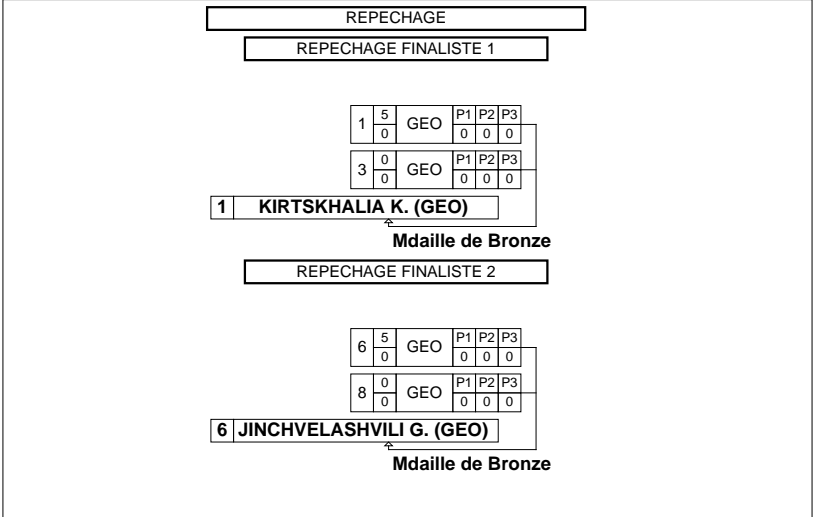 REPECHAGE
REPECHAGE FINALISTE 1
1 5 GEO P1 P2 P3
0 0 0 0
3 0 GEO P1 P2 P3
0 0 0 0
1 KIRTSKHALIA K. (GEO)
Mdaille de Bronze
REPECHAGE FINALISTE 2
6 5 GEO P1 P2 P3
0 0 0 0
8 0 GEO P1 P2 P3
0 0 0 0
6 JINCHVELASHVILI G. (GEO)
Mdaille de Bronze